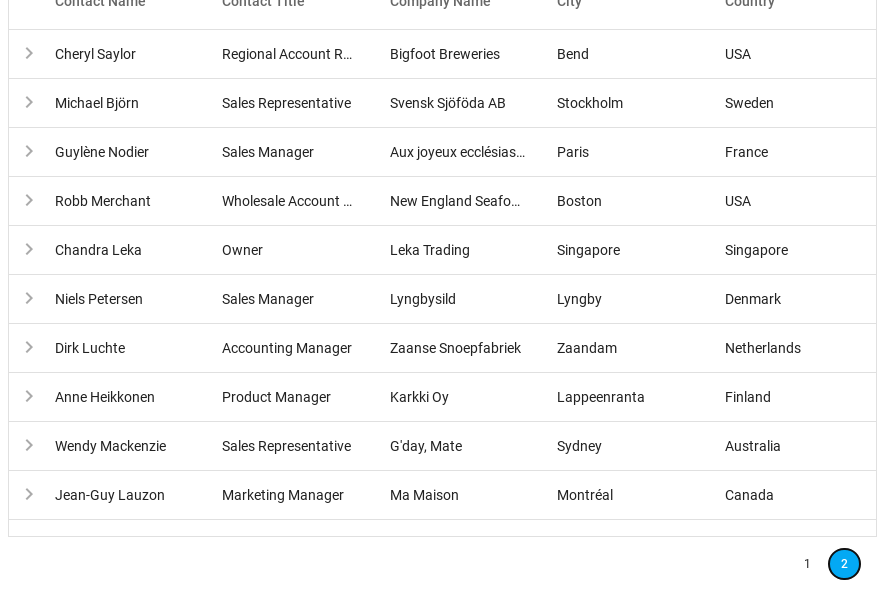 Contact Name Contact Title Company Name City Country
Cheryl Saylor Regional Account R... Bigfoot Breweries Bend USA
Michael Björn Sales Representative Svensk Sjöföda AB Stockholm Sweden
Guylène Nodier Sales Manager Aux joyeux ecclésias... Paris France
Robb Merchant Wholesale Account ... New England Seafo... Boston USA
Chandra Leka Owner Leka Trading Singapore Singapore
Niels Petersen Sales Manager Lyngbysild Lyngby Denmark
Dirk Luchte Accounting Manager Zaanse Snoepfabriek Zaandam Netherlands
Anne Heikkonen Product Manager Karkki Oy Lappeenranta Finland
Wendy Mackenzie Sales Representative G'day, Mate Sydney Australia
Jean-Guy Lauzon Marketing Manager Ma Maison Montréal Canada
1 2